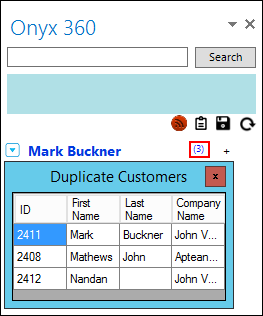 Onyx 360
Search
Mark Buckner (3) +
Duplicate Customers x
ID First Name Last Name Company Name
2411 Mark Buckner John V...
2408 Mathews John Aptean...
2412 Nandan John V...